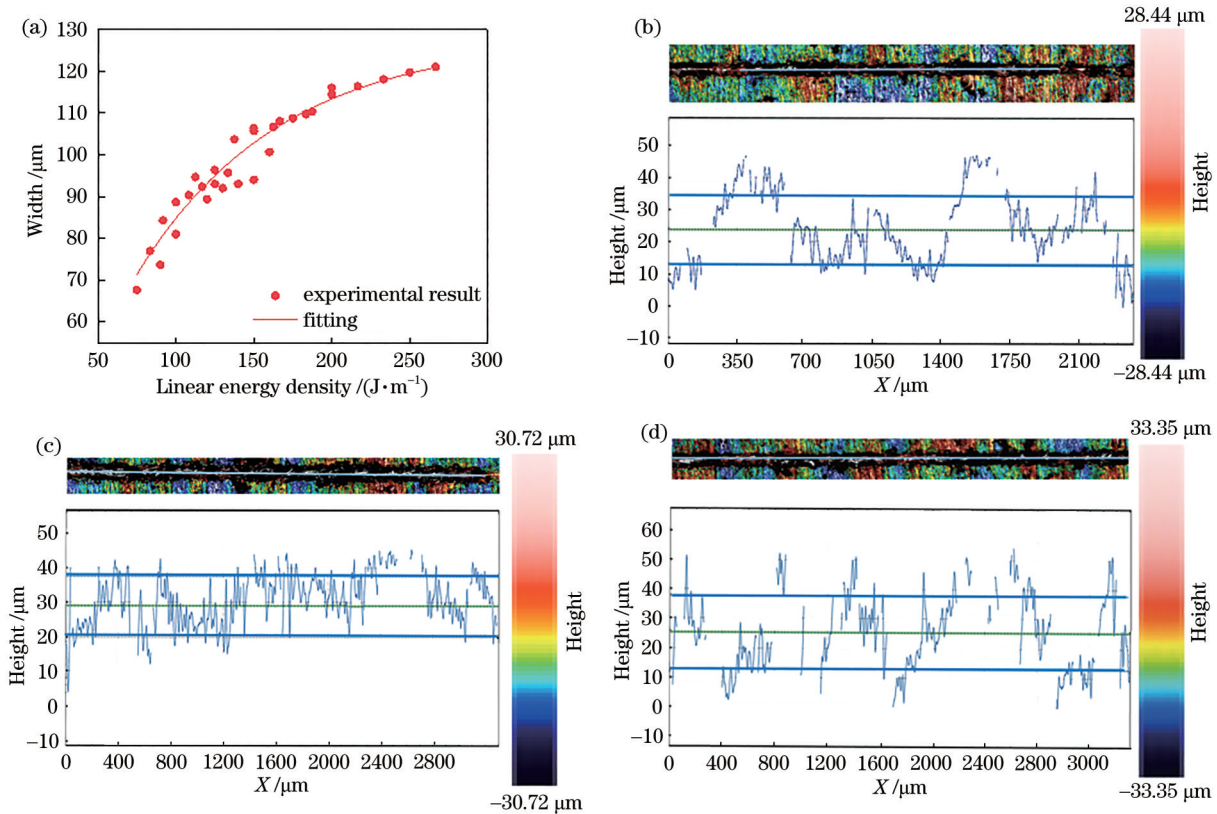 (a)
130
120
110
100
90
80
70
60
Width /μm
experimental result
fitting
50 100 150 200 250 300
Linear energy density /(J·m⁻¹)
(b)
28.44 μm
50
40
30
20
10
0
−10
Height /μm
0 350 700 1050 1400 1750 2100
X /μm
Height
−28.44 μm
(c)
30.72 μm
50
40
30
20
10
0
−10
Height /μm
0 400 800 1200 1600 2000 2400 2800
X /μm
Height
−30.72 μm
(d)
33.35 μm
60
50
40
30
20
10
0
−10
Height /μm
0 400 800 1200 1600 2000 2400 2800 3000
X /μm
Height
−33.35 μm